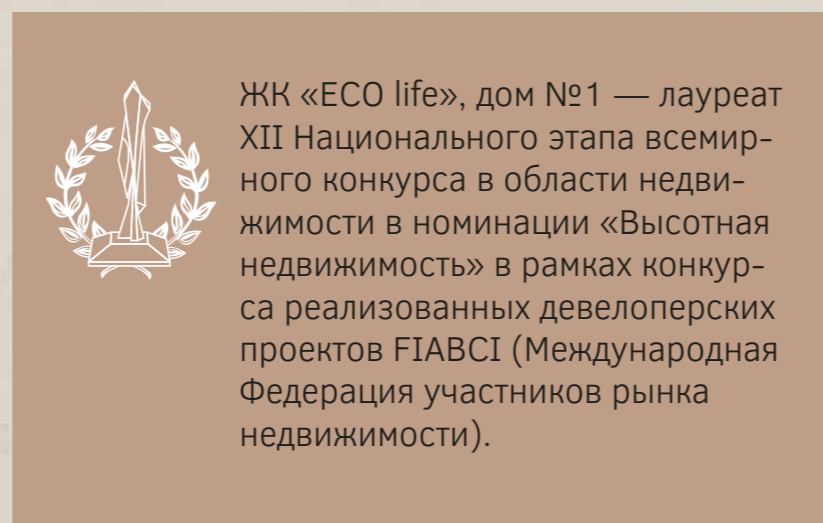 ЖК «ECO life», дом №1 — лауреат
XII Национального этапа всемир-
ного конкурса в области недви-
жимости в номинации «Высотная
недвижимость» в рамках конкур-
са реализованных девелоперских
проектов FIABCI (Международная
Федерация участников рынка
недвижимости).